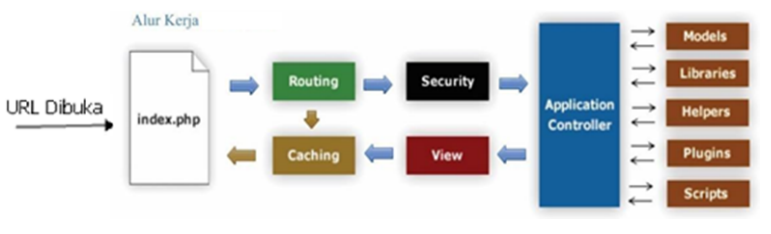 Alur Kerja
URL Dibuka
index.php
Routing
Security
Caching
View
Application
Controller
Models
Libraries
Helpers
Plugins
Scripts